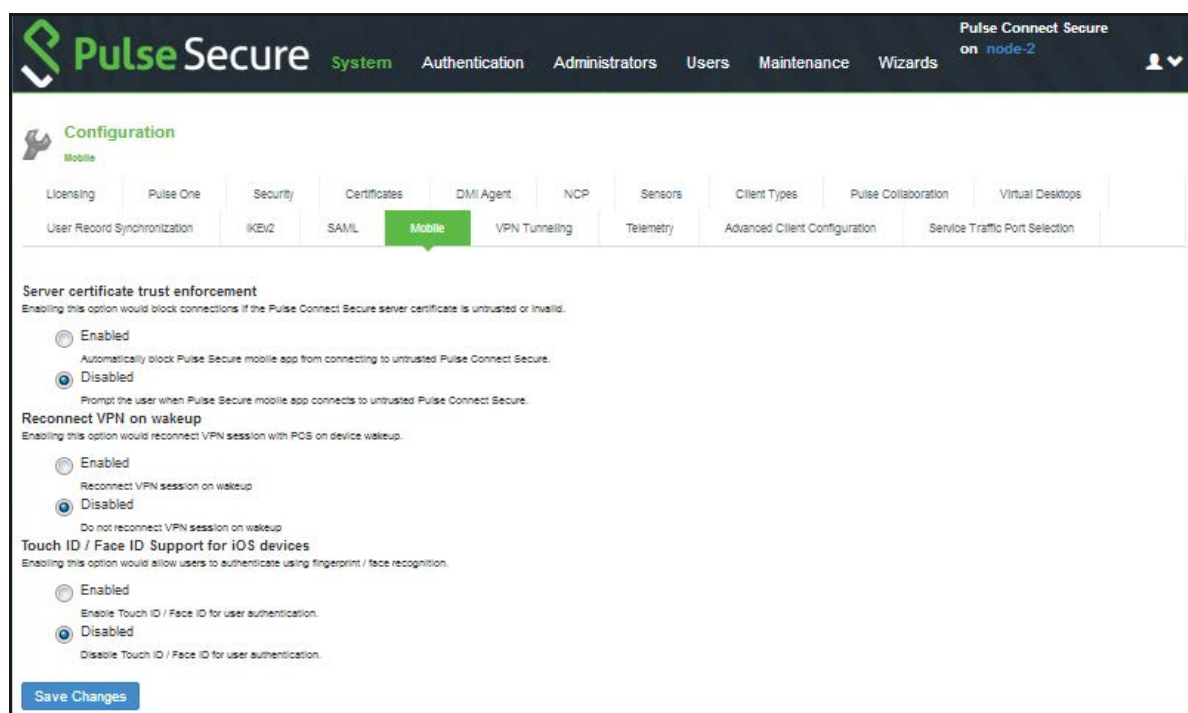 Pulse Connect Secure
Pulse Secure System Authentication Administrators Users Maintenance Wizards on node-2
Configuration
Mobile
Licensing Pulse One Security Certificates DMI Agent NCP Sensors Client Types Pulse Collaboration Virtual Desktops
User Record Synchronization IKEv2 SAML Mobile VPN Tunneling Telemetry Advanced Client Configuration Service Traffic Port Selection
Server certificate trust enforcement
Enabling this option would block connections if the Pulse Connect Secure server certificate is untrusted or invalid.
Enabled
Automatically block Pulse Secure mobile app from connecting to untrusted Pulse Connect Secure.
Disabled
Prompt the user when Pulse Secure mobile app connects to untrusted Pulse Connect Secure.
Reconnect VPN on wakeup
Enabling this option would reconnect VPN session with PCS on device wakeup.
Enabled
Reconnect VPN session on wakeup
Disabled
Do not reconnect VPN session on wakeup
Touch ID / Face ID Support for iOS devices
Enabling this option would allow users to authenticate using fingerprint / face recognition.
Enabled
Enable Touch ID / Face ID for user authentication.
Disabled
Disable Touch ID / Face ID for user authentication.
Save Changes